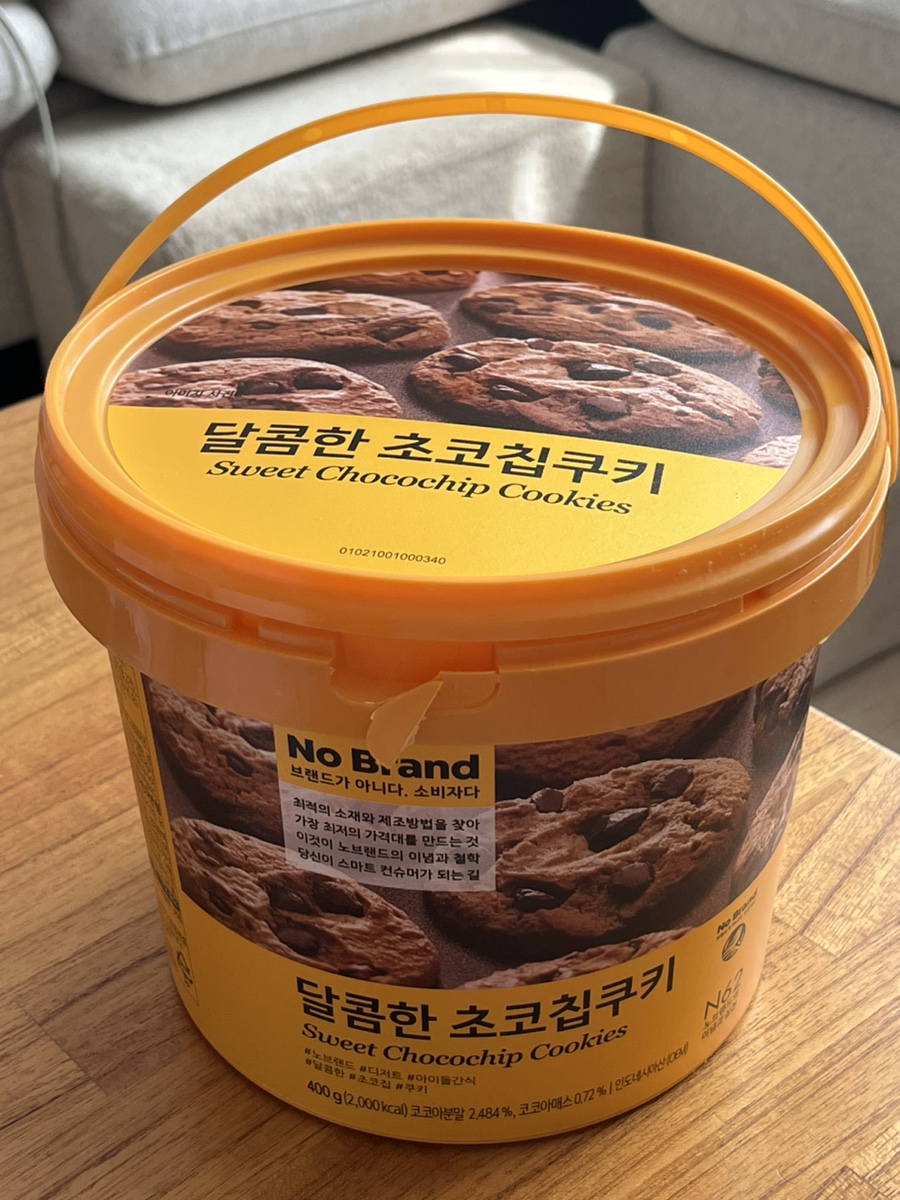 달콤한 초코칩쿠키
Sweet Chocochip Cookies
01021001000340
No Brand
브랜드가 아니다. 소비자다
최적의 소재와 제조방법을 찾아
가장 최저의 가격대를 만드는 것
이것이 노브랜드의 이념과 철학
당신이 스마트 컨슈머가 되는 길
No Brand
달콤한 초코칩쿠키
Sweet Chocochip Cookies
#노브랜드 #디저트 #아이들간식
#달콤한 #초코칩 #쿠키
400 g (2,000 kcal) 코코아분말 2.484 %, 코코아매스 0.72 % | 인도네시아산 (OEM)